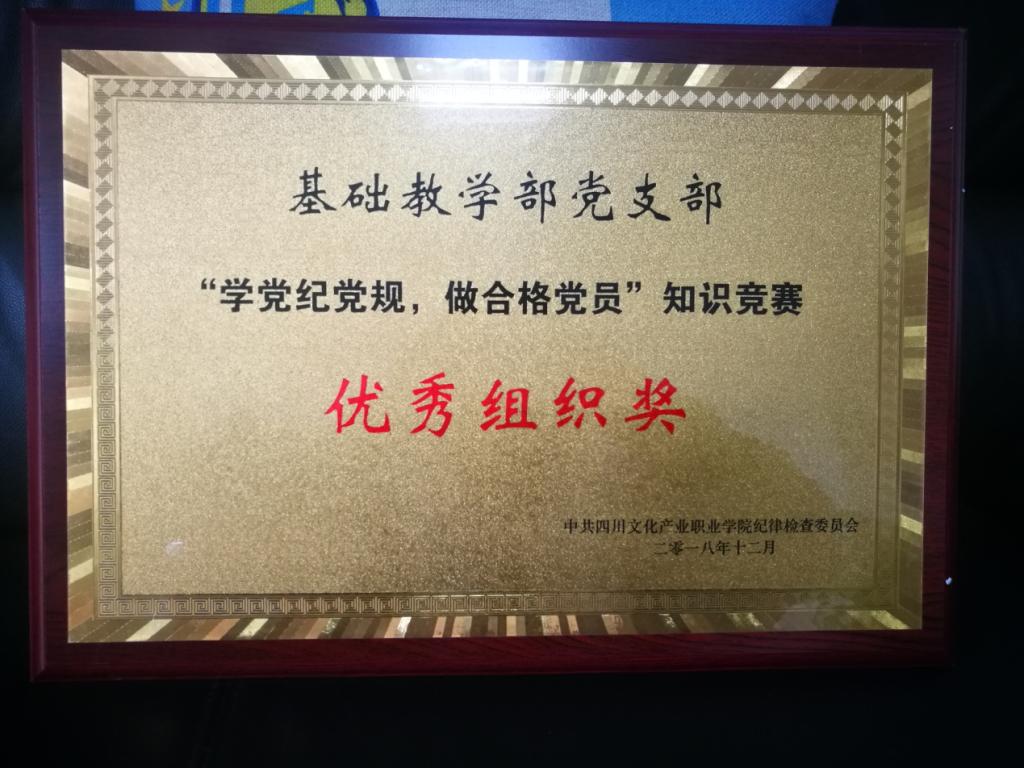 基础教学部党支部
“学党纪党规，做合格党员”知识竞赛
优秀组织奖
中共四川文化产业职业学院纪律检查委员会
二零一八年十二月